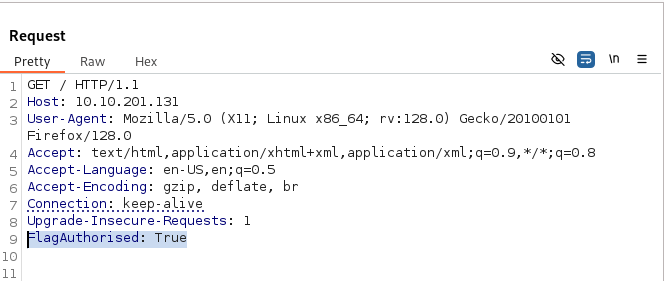 Request
Pretty Raw Hex \n
1 GET / HTTP/1.1
2 Host: 10.10.201.131
3 User-Agent: Mozilla/5.0 (X11; Linux x86_64; rv:128.0) Gecko/20100101
Firefox/128.0
4 Accept: text/html,application/xhtml+xml,application/xml;q=0.9,*/*;q=0.8
5 Accept-Language: en-US,en;q=0.5
6 Accept-Encoding: gzip, deflate, br
7 Connection: keep-alive
8 Upgrade-Insecure-Requests: 1
9 FlagAuthorised: True
10
11